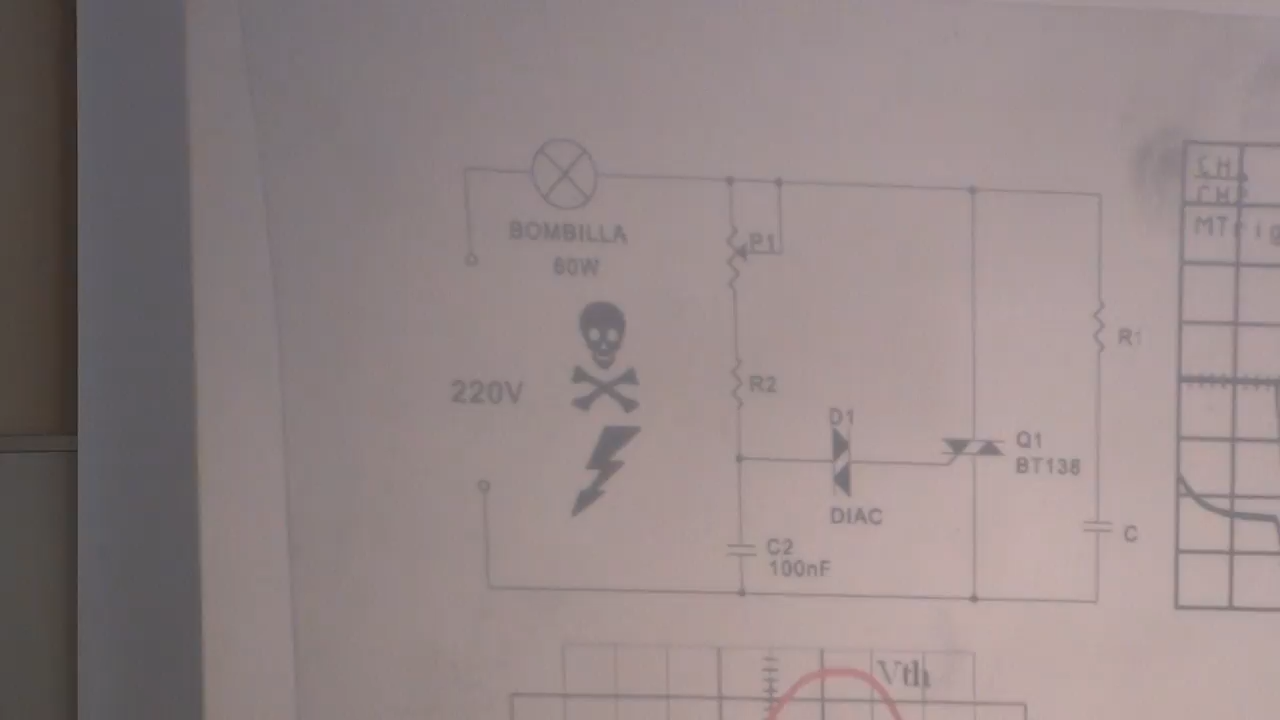 BOMBILLA
60W
220V
P1
R2
D1
DIAC
C2
100nF
Q1
BT138
R1
C
Vth